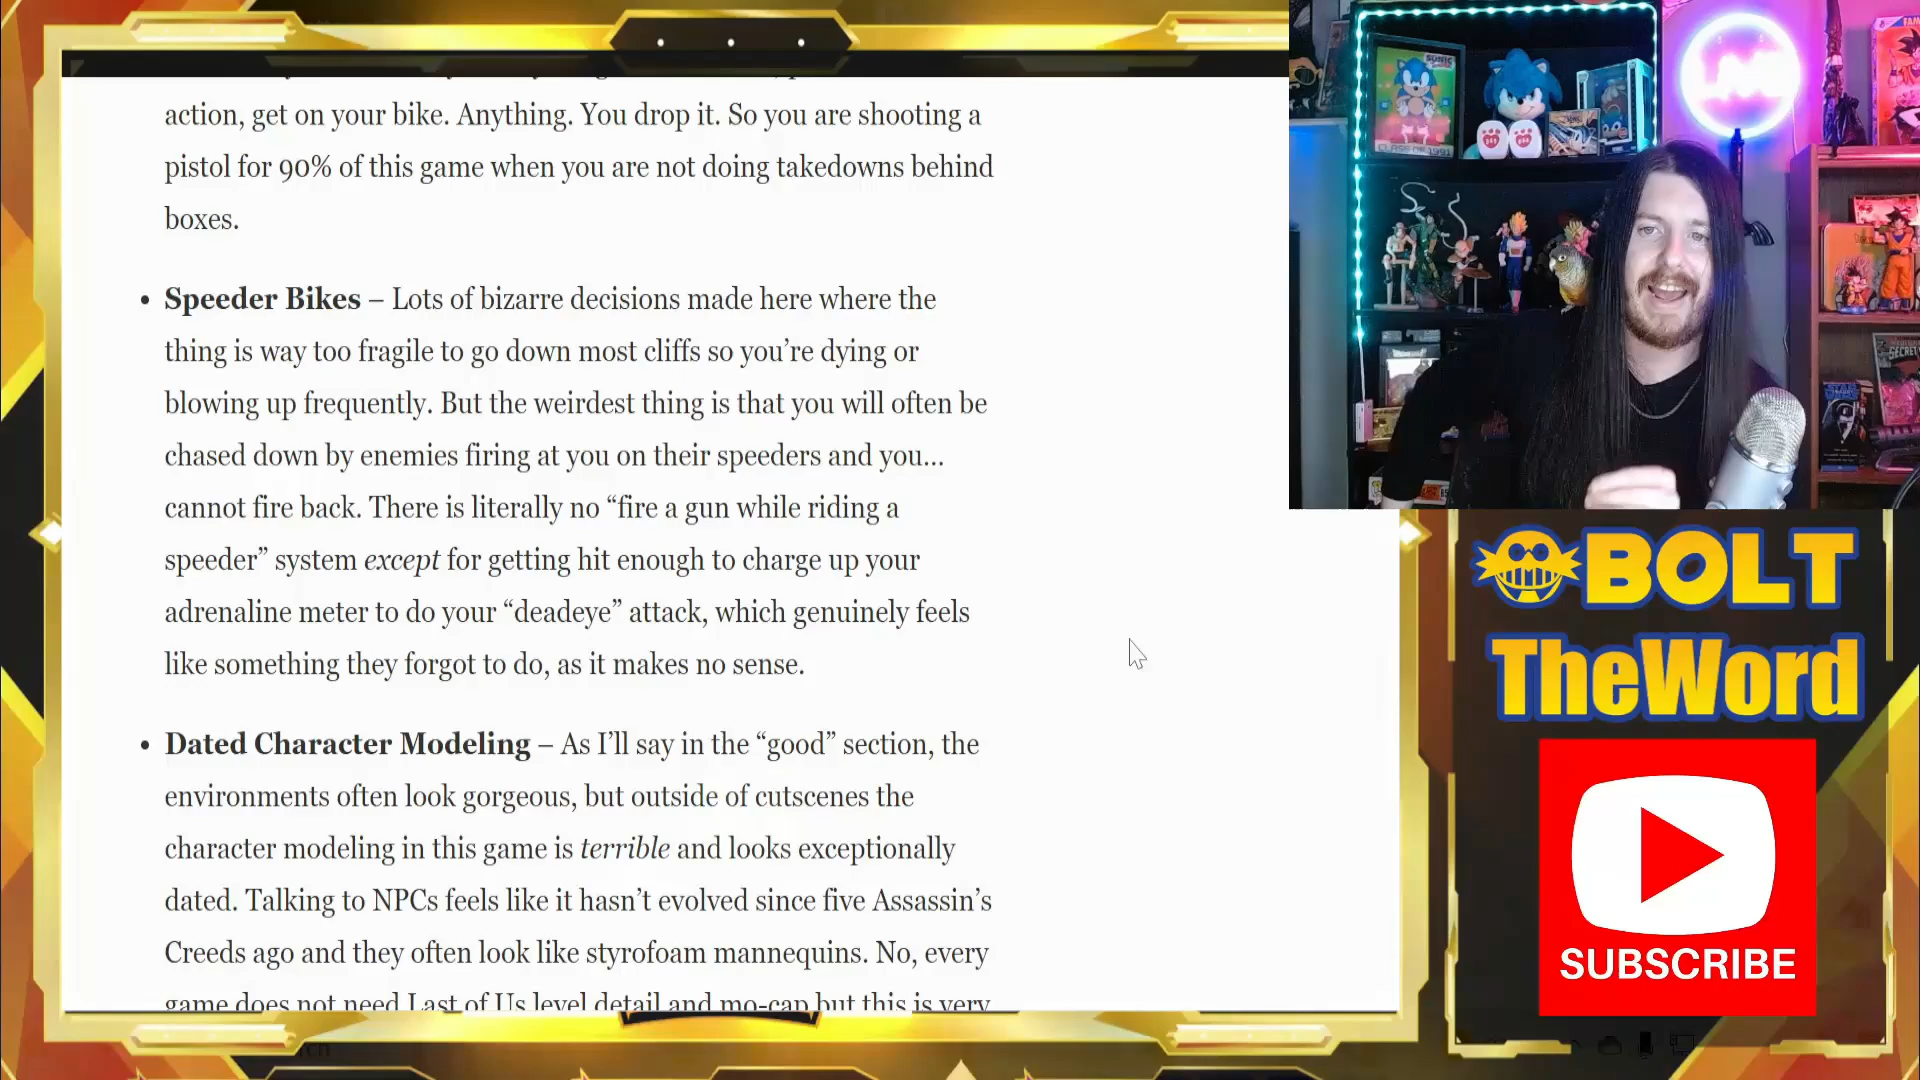 action, get on your bike. Anything. You drop it. So you are shooting a
pistol for 90% of this game when you are not doing takedowns behind
boxes.
• Speeder Bikes – Lots of bizarre decisions made here where the
thing is way too fragile to go down most cliffs so you’re dying or
blowing up frequently. But the weirdest thing is that you will often be
chased down by enemies firing at you on their speeders and you...
cannot fire back. There is literally no “fire a gun while riding a
speeder” system except for getting hit enough to charge up your
adrenaline meter to do your “deadeye” attack, which genuinely feels
like something they forgot to do, as it makes no sense.
• Dated Character Modeling – As I’ll say in the “good” section, the
environments often look gorgeous, but outside of cutscenes the
character modeling in this game is terrible and looks exceptionally
dated. Talking to NPCs feels like it hasn’t evolved since five Assassin’s
Creeds ago and they often look like styrofoam mannequins. No, every
game does not need Last of Us level detail and mo-cap but this is very
SONIC
CLASS OF 1991
LIVE
SECRET
BOLT
TheWord
SUBSCRIBE